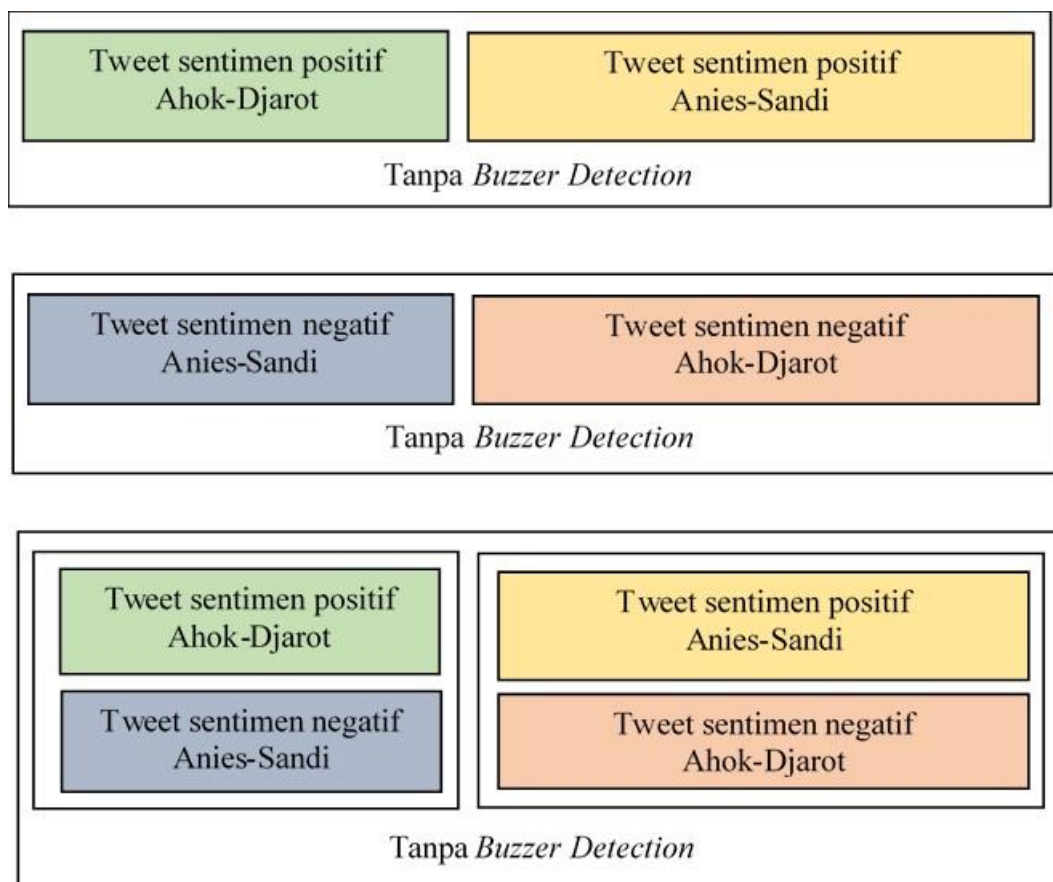 Tweet sentimen positif
Ahok-Djarot
Tweet sentimen positif
Anies-Sandi
Tanpa Buzzer Detection
Tweet sentimen negatif
Anies-Sandi
Tweet sentimen negatif
Ahok-Djarot
Tanpa Buzzer Detection
Tweet sentimen positif
Ahok-Djarot
Tweet sentimen negatif
Anies-Sandi
Tweet sentimen positif
Anies-Sandi
Tweet sentimen negatif
Ahok-Djarot
Tanpa Buzzer Detection